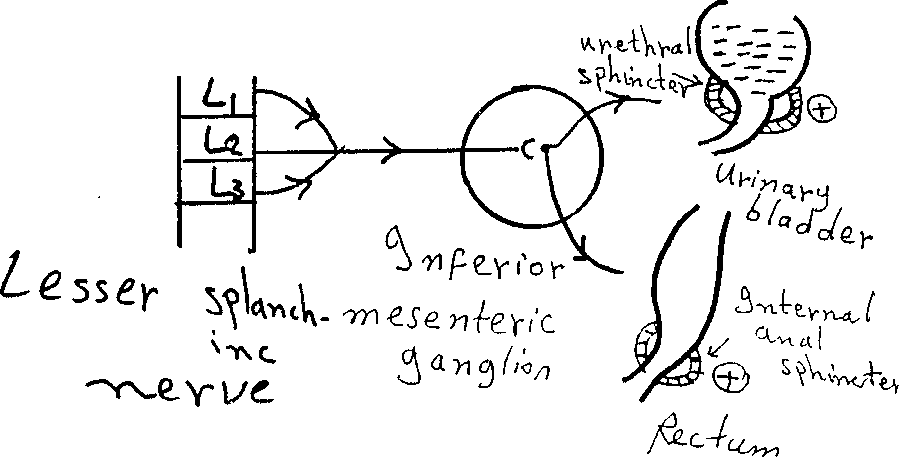 L1
L2
L3
Lesser splanch-
inc
nerve
Inferior
mesenteric
ganglion
urethral
sphincter
+
Urinary
bladder
Internal
anal
sphincter
+
Rectum